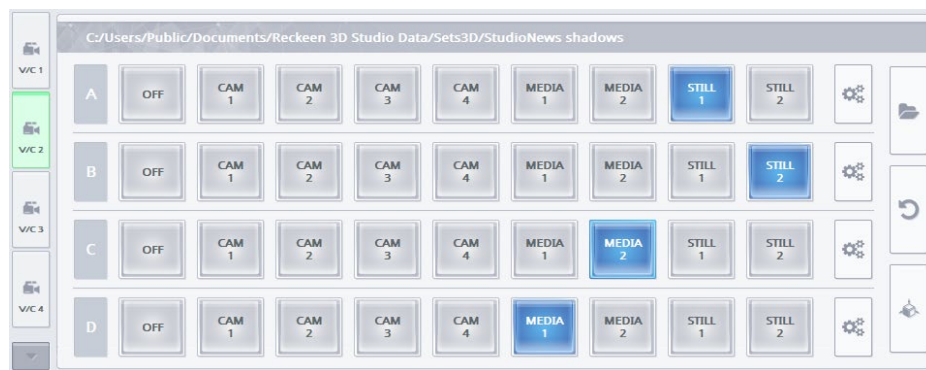 C:/Users/Public/Documents/Reckeen 3D Studio Data/Sets3D/StudioNews shadows
V/C 1
V/C 2
V/C 3
V/C 4
A OFF CAM 1 CAM 2 CAM 3 CAM 4 MEDIA 1 MEDIA 2 STILL 1 STILL 2
B OFF CAM 1 CAM 2 CAM 3 CAM 4 MEDIA 1 MEDIA 2 STILL 1 STILL 2
C OFF CAM 1 CAM 2 CAM 3 CAM 4 MEDIA 1 MEDIA 2 STILL 1 STILL 2
D OFF CAM 1 CAM 2 CAM 3 CAM 4 MEDIA 1 MEDIA 2 STILL 1 STILL 2